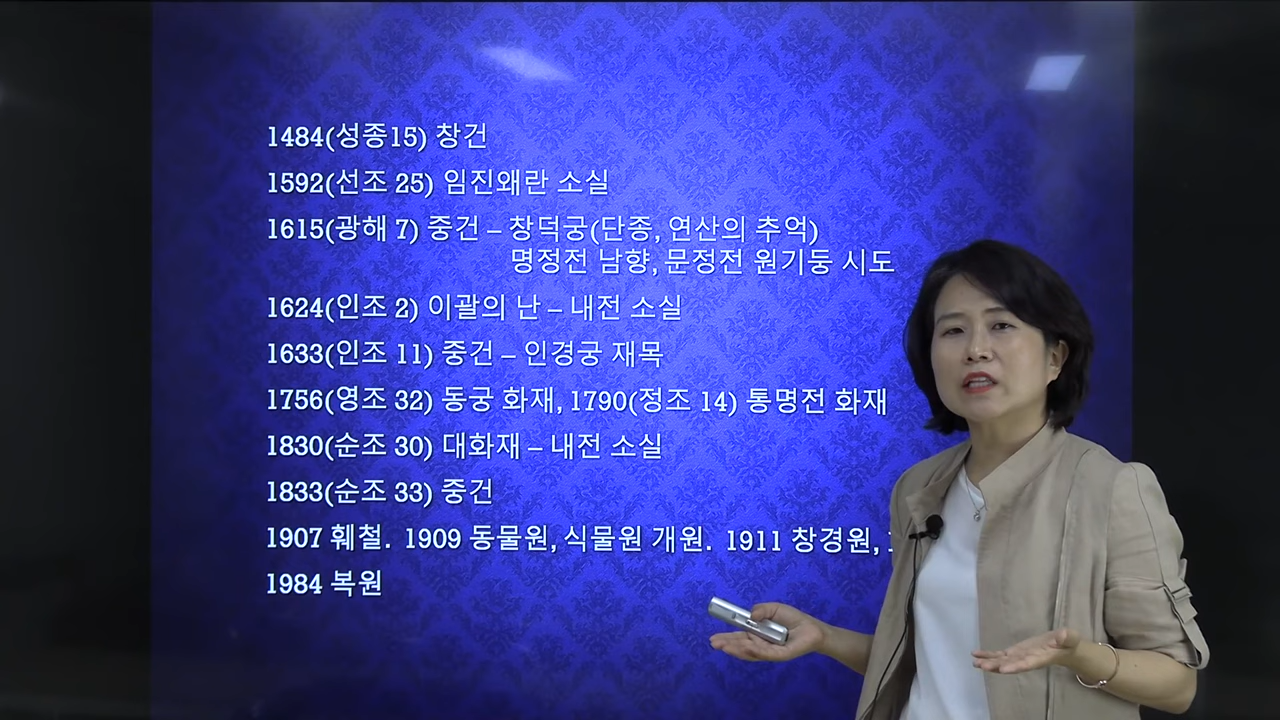 1484(성종15) 창건
1592(선조 25) 임진왜란 소실
1615(광해 7) 중건 – 창덕궁(단종, 연산의 추억)
명정전 남향, 문정전 원기둥 시도
1624(인조 2) 이괄의 난 – 내전 소실
1633(인조 11) 중건 – 인경궁 재목
1756(영조 32) 동궁 화재, 1790(정조 14) 통명전 화재
1830(순조 30) 대화재 – 내전 소실
1833(순조 33) 중건
1907 훼철. 1909 동물원, 식물원 개원. 1911 창경원,
1984 복원